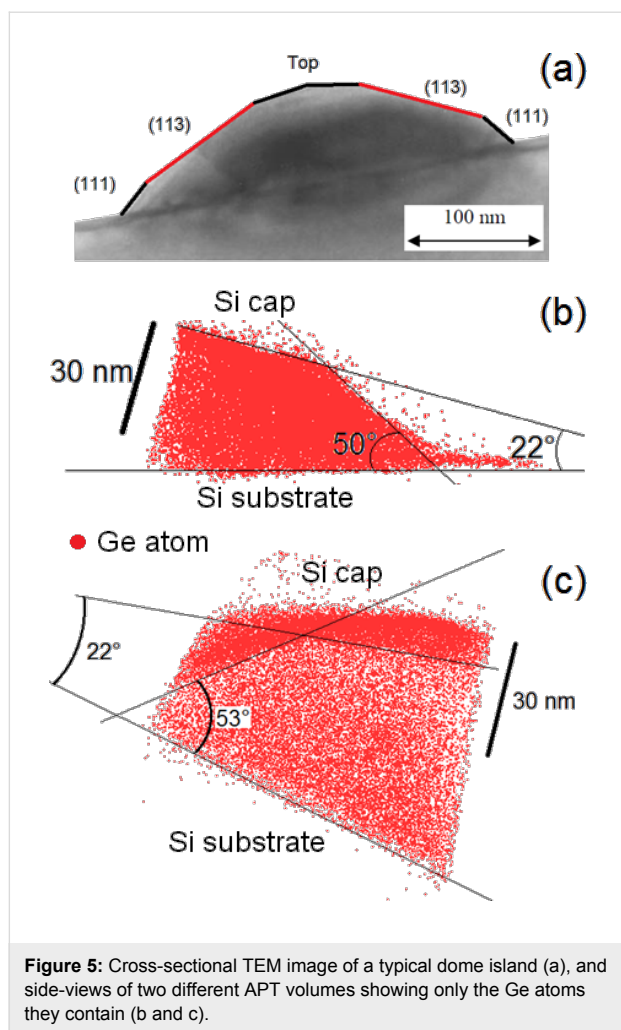 (a)
Top
(113)
(113)
(111)
(111)
100 nm
(b)
Si cap
30 nm
50°
22°
Si substrate
Ge atom
(c)
Si cap
22°
53°
30 nm
Si substrate
Figure 5: Cross-sectional TEM image of a typical dome island (a), and
side-views of two different APT volumes showing only the Ge atoms
they contain (b and c).